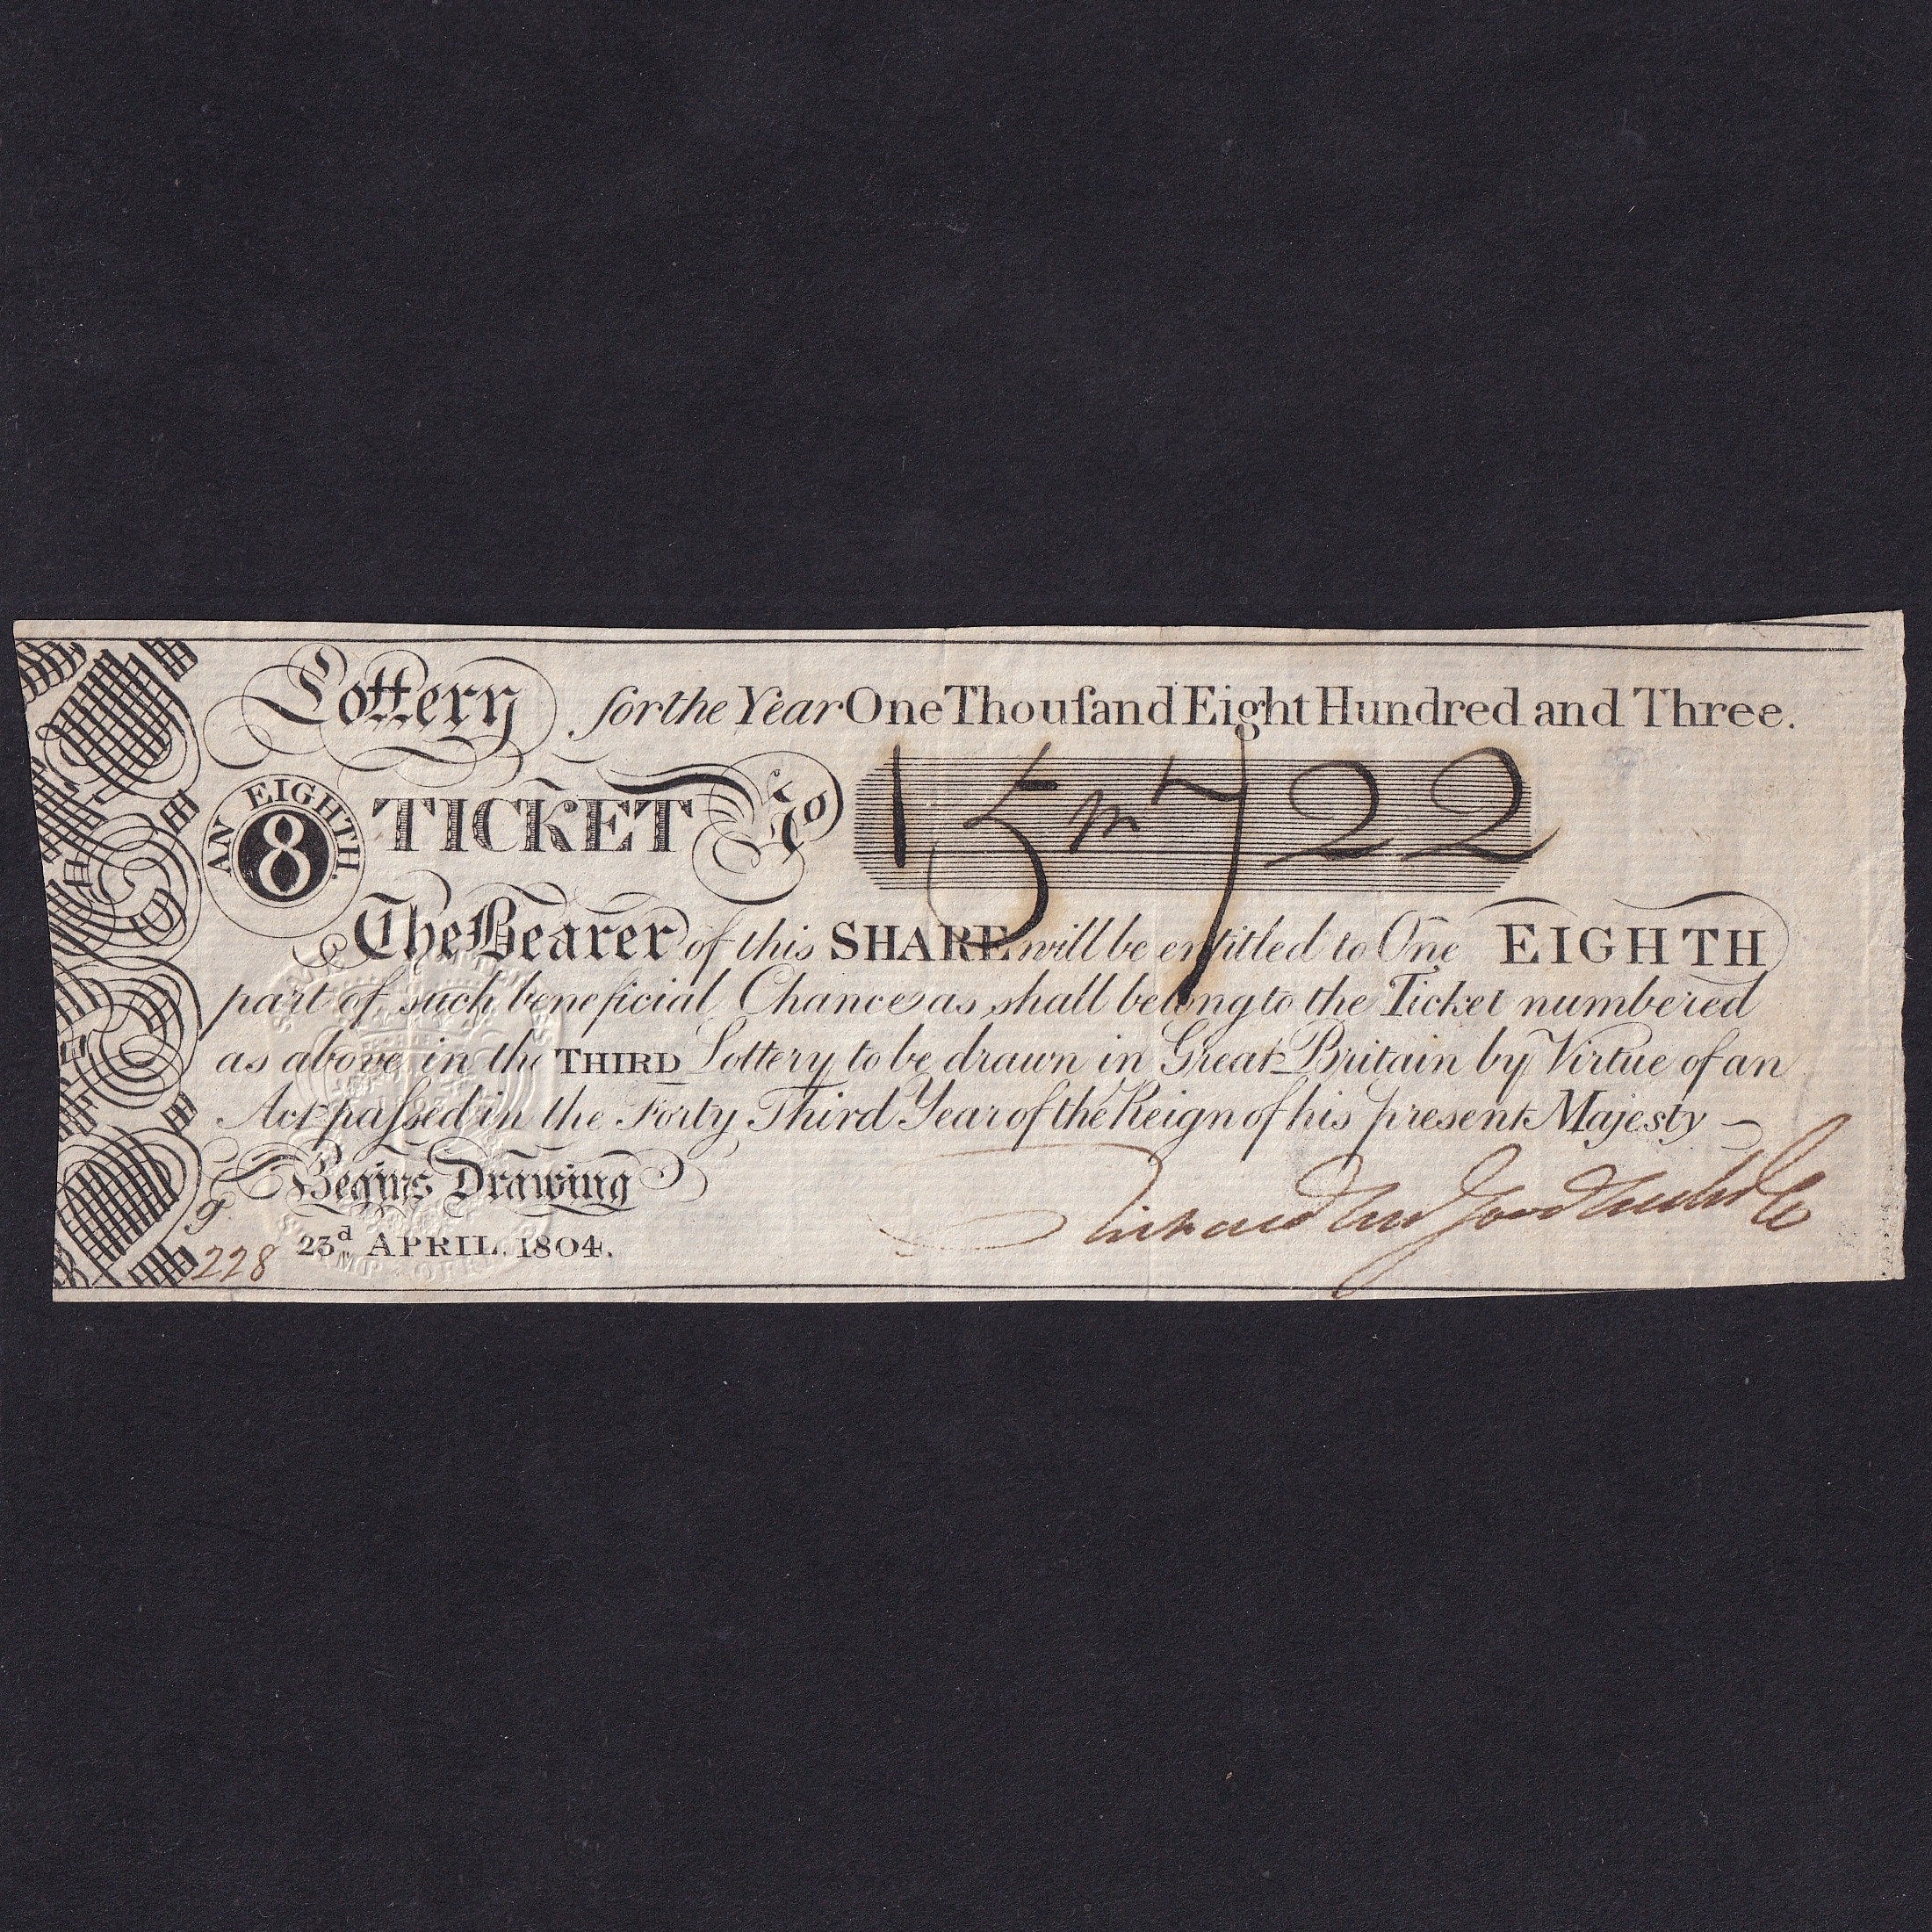 Lottery for the Year One Thouſand Eight Hundred and Three.
AN EIGHTH
8
TICKET No 15m722
The Bearer of this SHARE will be entitled to One EIGHTH
part of such beneficial Chance as shall belong to the Ticket numbered
as above in the THIRD Lottery to be drawn in Great-Britain by Virtue of an
Act paſsed in the Forty Third Year of the Reign of his present Majesty
Begins Drawing
23d APRIL. 1804.
228